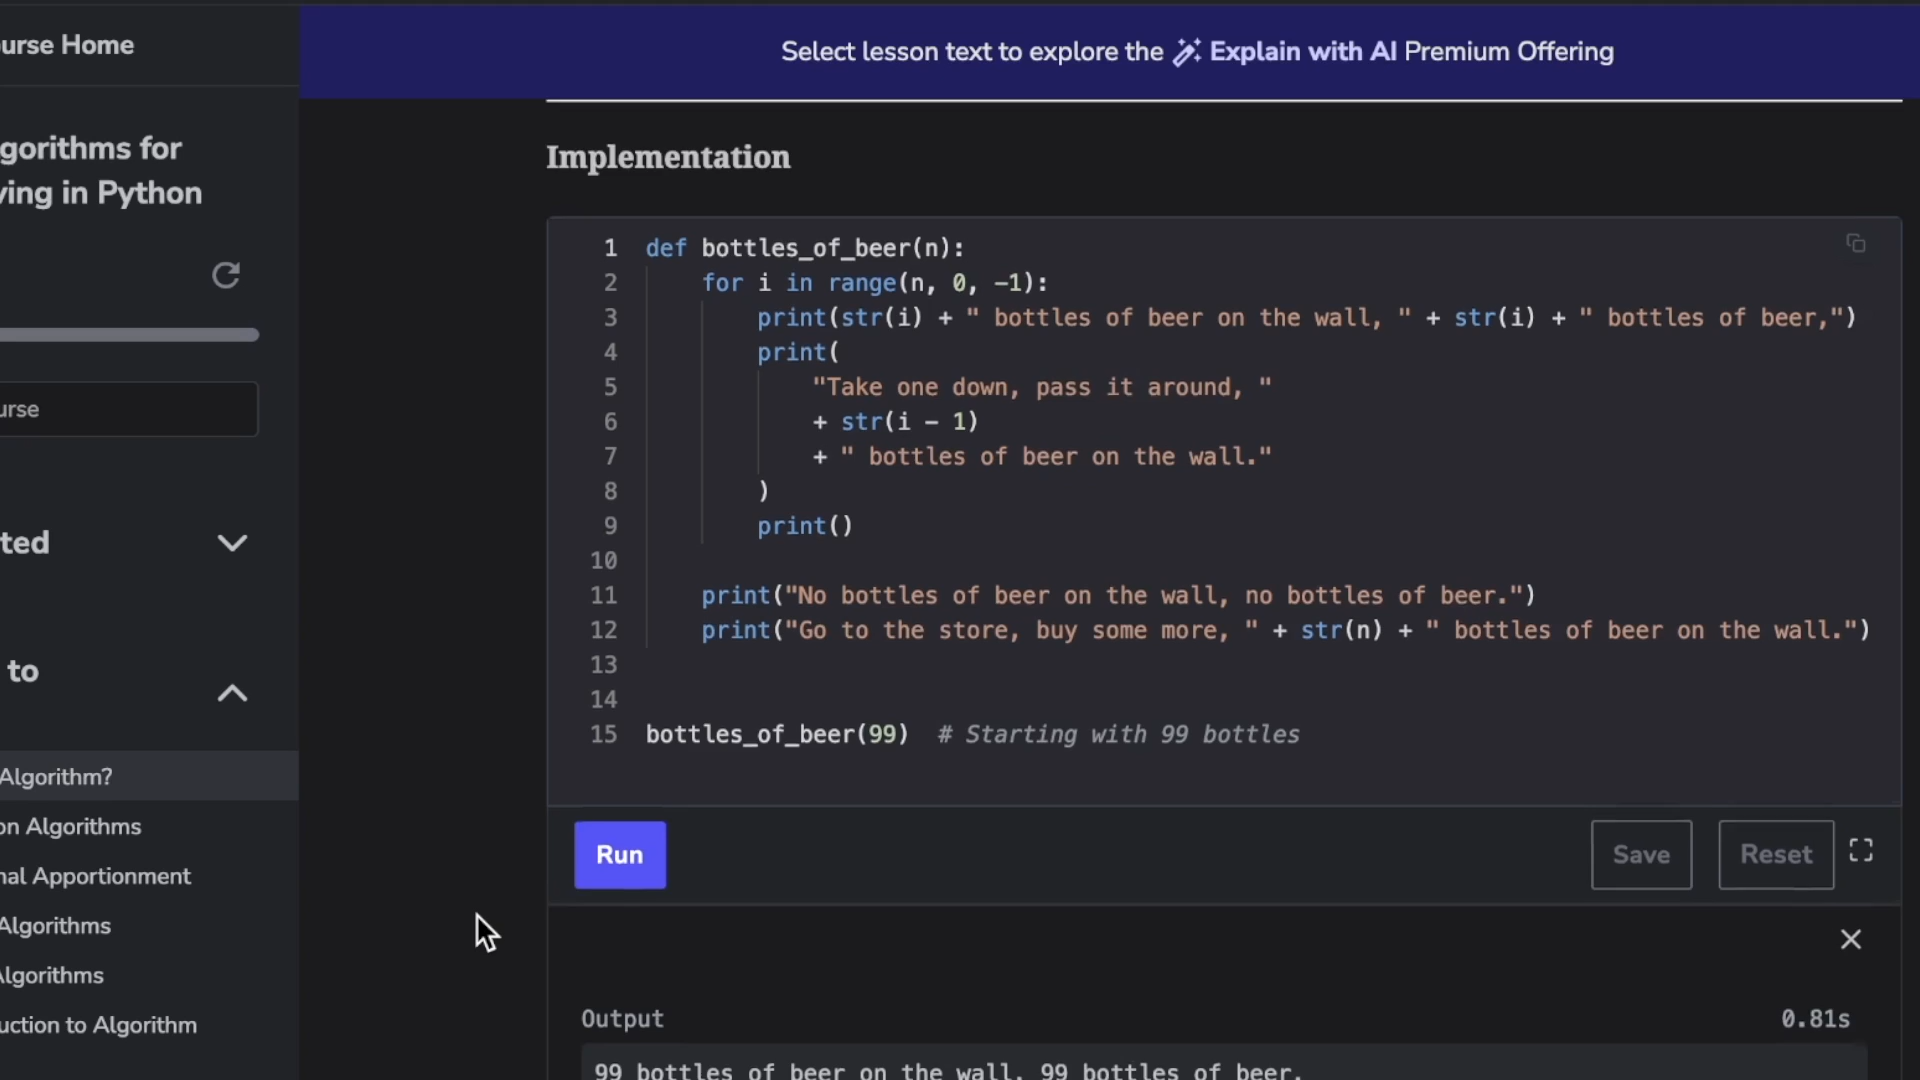 urse Home
Select lesson text to explore the Explain with AI Premium Offering
gorithms for
ving in Python
urse
ted
to
Algorithm?
on Algorithms
nal Apportionment
Algorithms
Algorithms
uction to Algorithm
Implementation
1 def bottles_of_beer(n):
2     for i in range(n, 0, -1):
3         print(str(i) + " bottles of beer on the wall, " + str(i) + " bottles of beer,")
4         print(
5             "Take one down, pass it around, "
6             + str(i - 1)
7             + " bottles of beer on the wall."
8         )
9         print()
10
11     print("No bottles of beer on the wall, no bottles of beer.")
12     print("Go to the store, buy some more, " + str(n) + " bottles of beer on the wall.")
13
14
15 bottles_of_beer(99)  # Starting with 99 bottles
Run Save Reset
Output 0.81s
99 bottles of beer on the wall, 99 bottles of beer,